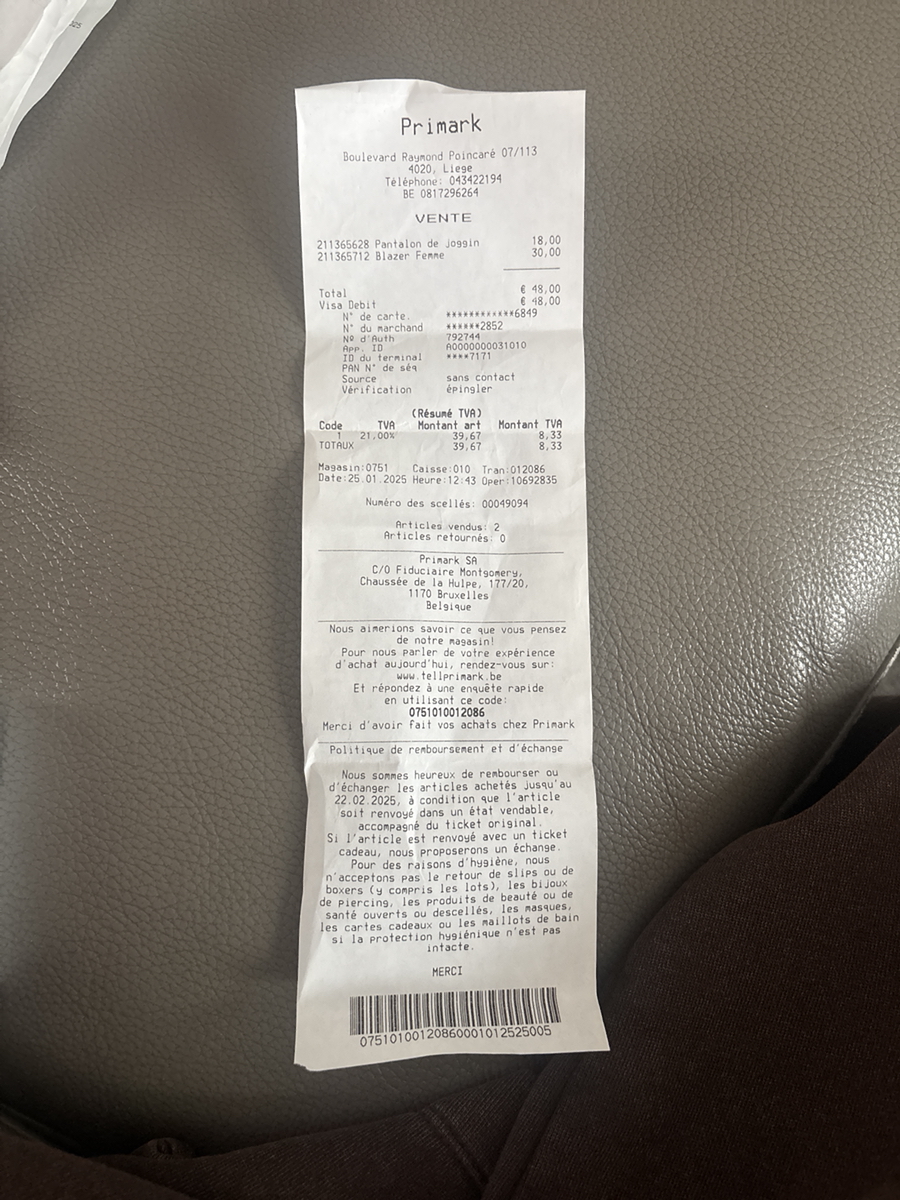 Primark
Boulevard Raymond Poincaré 07/113
4020, Liege
Téléphone: 043422194
BE 0817296264
VENTE
211365628 Pantalon de joggin 18,00
211365712 Blazer Femme 30,00
Total € 48,00
Visa Debit € 48,00
N° de carte. ************6849
N° du marchand ******2852
Nº d'Auth 792744
App. ID A0000000031010
ID du terminal ****7171
PAN N° de séq
Source sans contact
Vérification épingler
(Résumé TVA)
Code TVA Montant art Montant TVA
1 21,00% 39,67 8,33
TOTAUX 39,67 8,33
Magasin:0751 Caisse:010 Tran:012086
Date:25.01.2025 Heure:12:43 Oper:10692835
Numéro des scellés: 00049094
Articles vendus: 2
Articles retournés: 0
Primark SA
C/O Fiduciaire Montgomery,
Chaussée de la Hulpe, 177/20,
1170 Bruxelles
Belgique
Nous aimerions savoir ce que vous pensez
de notre magasin!
Pour nous parler de votre expérience
d'achat aujourd'hui, rendez-vous sur:
www.tellprimark.be
Et répondez à une enquête rapide
en utilisant ce code:
0751010012086
Merci d'avoir fait vos achats chez Primark
Politique de remboursement et d'échange
Nous sommes heureux de rembourser ou
d'échanger les articles achetés jusqu'au
22.02.2025, à condition que l'article
soit renvoyé dans un état vendable,
accompagné du ticket original.
Si l'article est renvoyé avec un ticket
cadeau, nous proposerons un échange.
Pour des raisons d'hygiène, nous
n'acceptons pas le retour de slips ou de
boxers (y compris les lots), les bijoux
de piercing, les produits de beauté ou de
santé ouverts ou descellés, les masques,
les cartes cadeaux ou les maillots de bain
si la protection hygiénique n'est pas
intacte.
MERCI
07510100120860001012525005